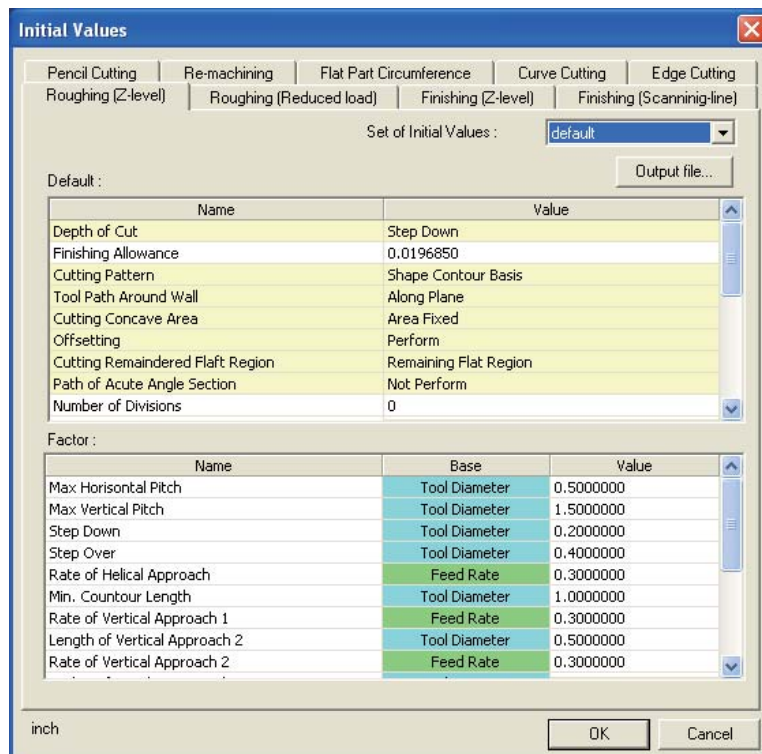 Initial Values
Pencil Cutting Re-machining Flat Part Circumference Curve Cutting Edge Cutting
Roughing (Z-level) Roughing (Reduced load) Finishing (Z-level) Finishing (Scanninig-line)
Set of Initial Values : default
Output file...
Default :
Name Value
Depth of Cut Step Down
Finishing Allowance 0.0196850
Cutting Pattern Shape Contour Basis
Tool Path Around Wall Along Plane
Cutting Concave Area Area Fixed
Offsetting Perform
Cutting Remaindered Flaft Region Remaining Flat Region
Path of Acute Angle Section Not Perform
Number of Divisions 0
Factor :
Name Base Value
Max Horisontal Pitch Tool Diameter 0.5000000
Max Vertical Pitch Tool Diameter 1.5000000
Step Down Tool Diameter 0.2000000
Step Over Tool Diameter 0.4000000
Rate of Helical Approach Feed Rate 0.3000000
Min. Countour Length Tool Diameter 1.0000000
Rate of Vertical Approach 1 Feed Rate 0.3000000
Length of Vertical Approach 2 Tool Diameter 0.5000000
Rate of Vertical Approach 2 Feed Rate 0.3000000
inch OK Cancel